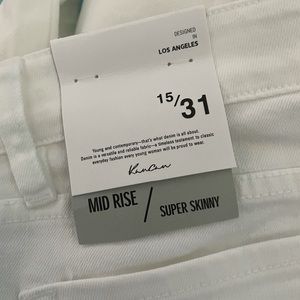 DESIGNED
IN
LOS ANGELES
15/31
Young and contemporary—that's what denim is all about.
Denim is a versatile and reliable fabric—a timeless testament to classic
everyday fashion every young woman will be proud to wear.
KanCan
MID RISE / SUPER SKINNY